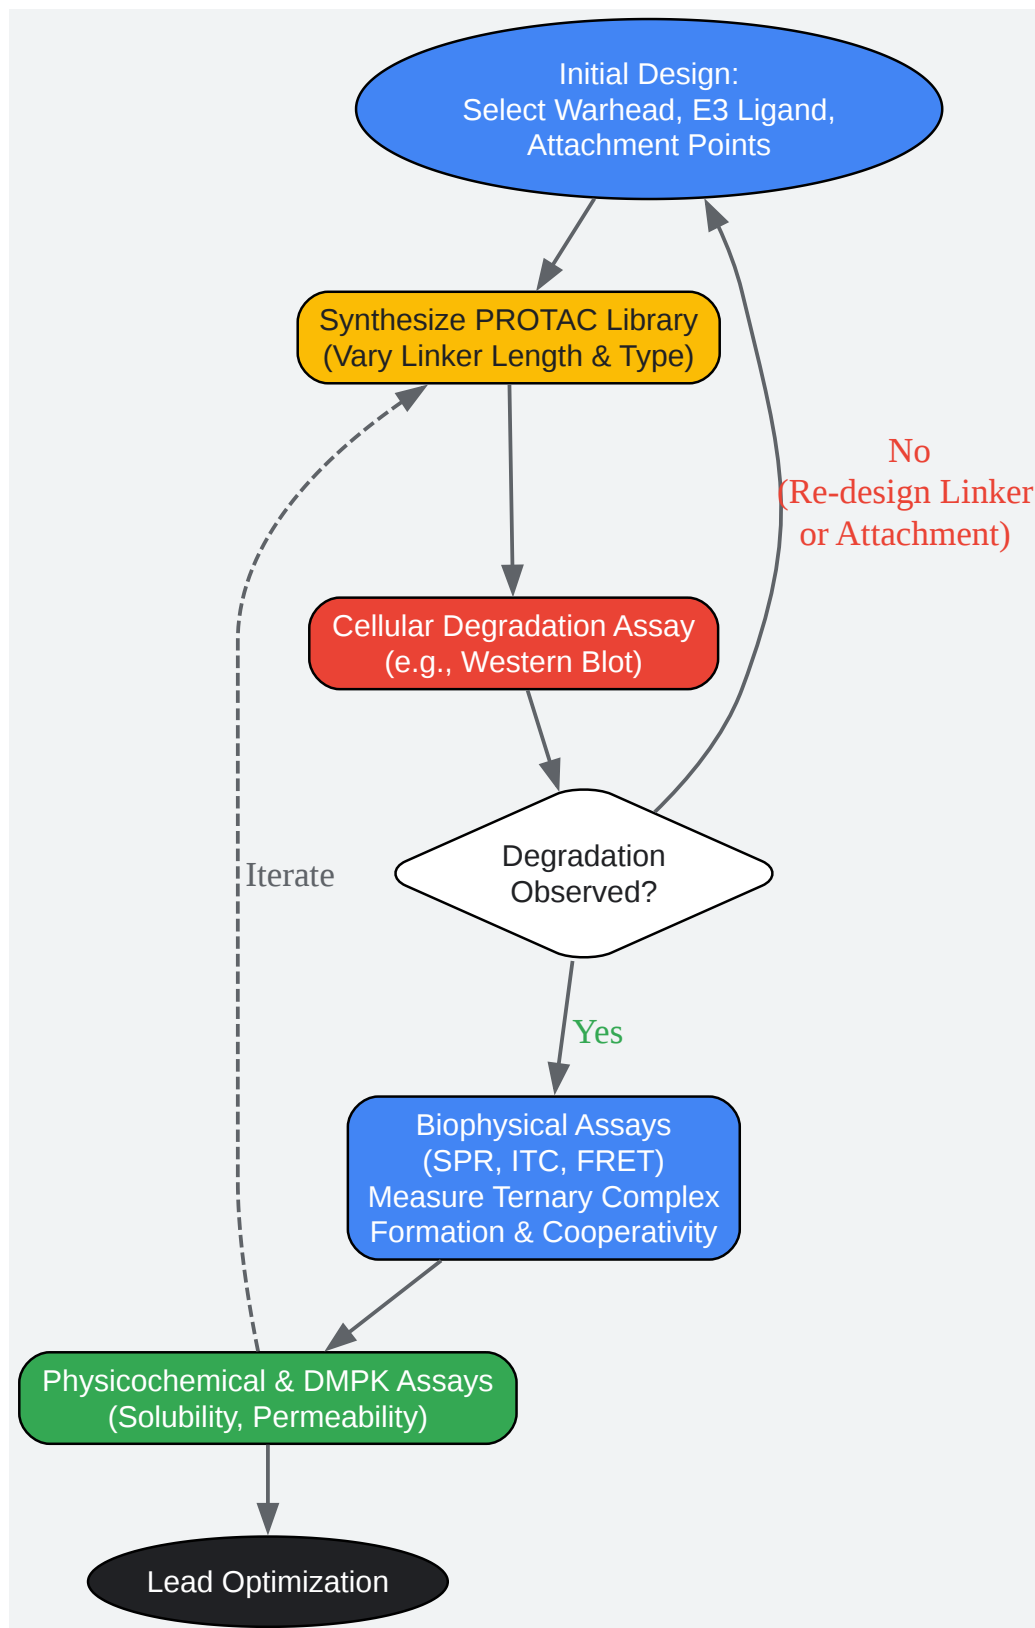 Initial Design:
Select Warhead, E3 Ligand,
Attachment Points
Synthesize PROTAC Library
(Vary Linker Length & Type)
No
(Re-design Linker
or Attachment)
Cellular Degradation Assay
(e.g., Western Blot)
Degradation
Observed?
Iterate
Yes
Biophysical Assays
(SPR, ITC, FRET)
Measure Ternary Complex
Formation & Cooperativity
Physicochemical & DMPK Assays
(Solubility, Permeability)
Lead Optimization